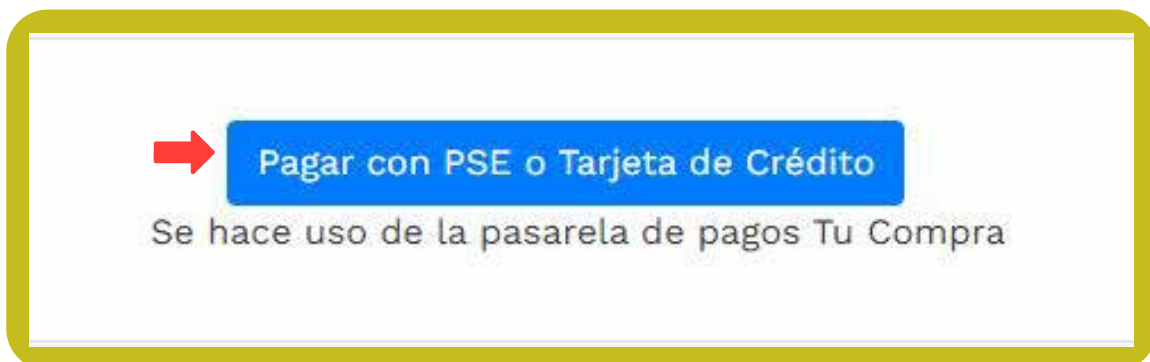 Pagar con PSE o Tarjeta de Crédito
Se hace uso de la pasarela de pagos Tu Compra